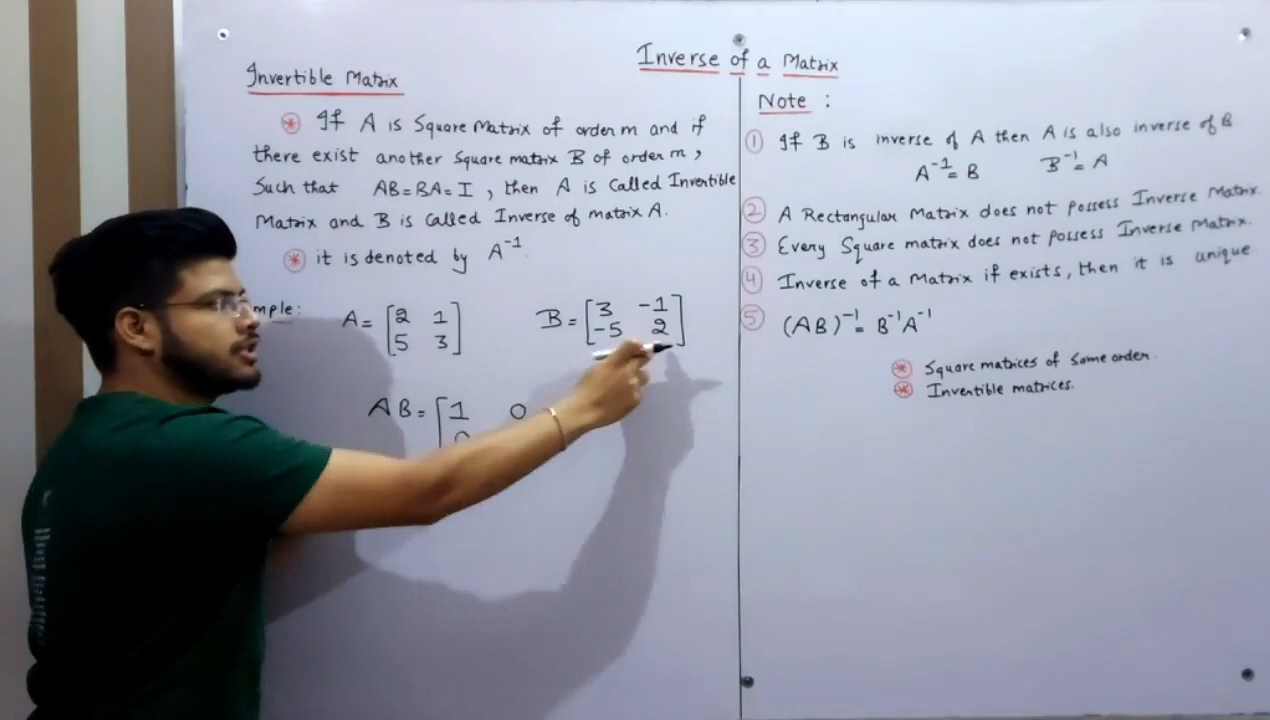 Inverse of a Matrix
Invertible Matrix
* If A is Square Matrix of order m and if
there exist another Square matrix B of order m,
Such that AB = BA = I, then A is Called Invertible
Matrix and B is Called Inverse of matrix A.
* it is denoted by A⁻¹.
mple:
A = [2 1
5 3]
B = [3 -1
-5 2]
AB = [1 0
0
Note :
① If B is inverse of A then A is also inverse of B
A⁻¹ = B B⁻¹ = A
② A Rectangular Matrix does not possess Inverse Matrix.
③ Every Square matrix does not possess Inverse Matrix.
④ Inverse of a Matrix if exists, then it is unique
⑤ (AB)⁻¹ = B⁻¹A⁻¹
* Square matrices of Same order.
* Invertible matrices.